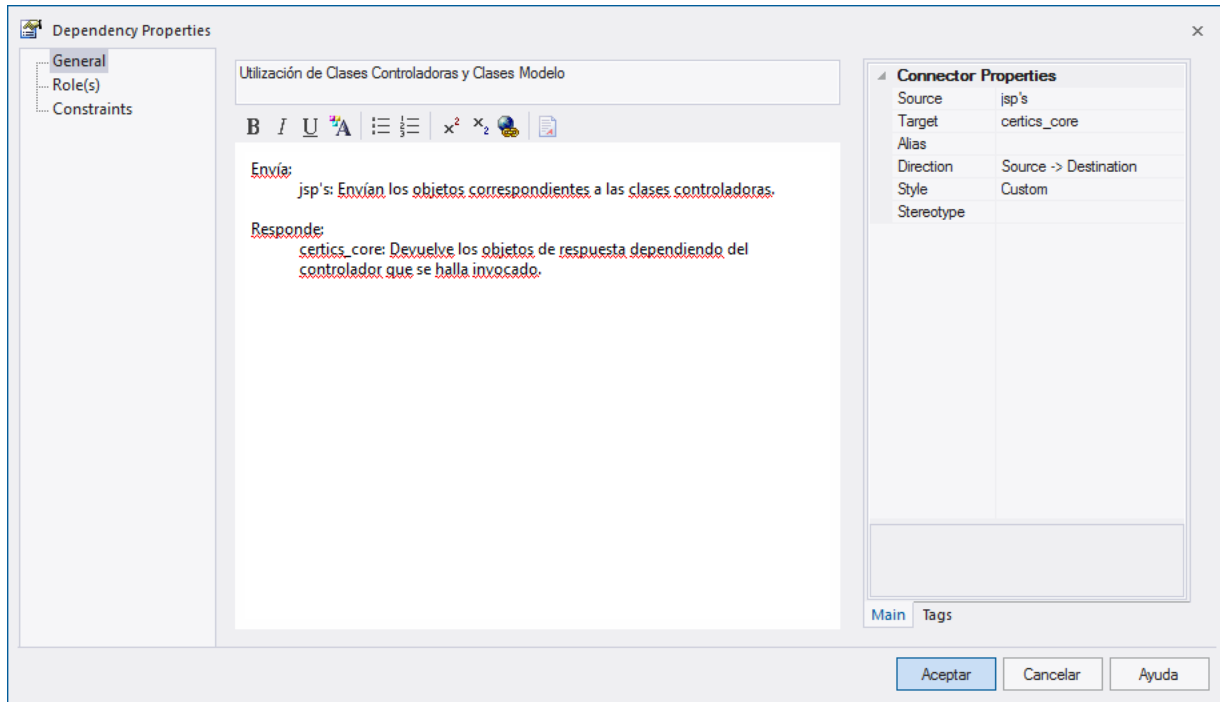 Dependency Properties
General
Role(s)
Constraints
Utilización de Clases Controladoras y Clases Modelo
B I U A x² x₂
Envía:
jsp's: Envían los objetos correspondientes a las clases controladoras.
Responde:
certics_core: Devuelve los objetos de respuesta dependiendo del
controlador que se halla invocado.
Connector Properties
Source jsp's
Target certics_core
Alias
Direction Source -> Destination
Style Custom
Stereotype
Main Tags
Aceptar Cancelar Ayuda